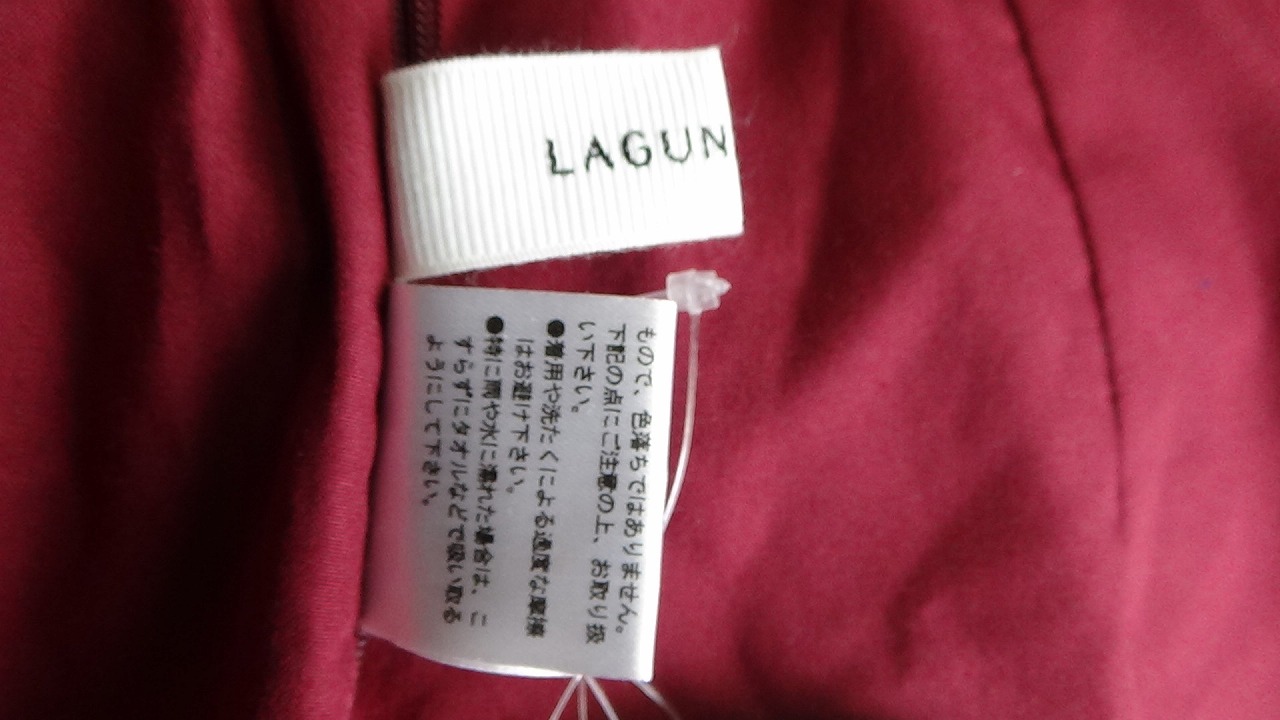 LAGUN
もので、色落ちではありません。
下記の点にご注意の上、お取り扱
い下さい。
●着用や洗たくによる過度な摩擦
はお避け下さい。
●特に雨や水に濡れた場合は、こ
すらずにタオルなどで吸い取る
ようにして下さい。